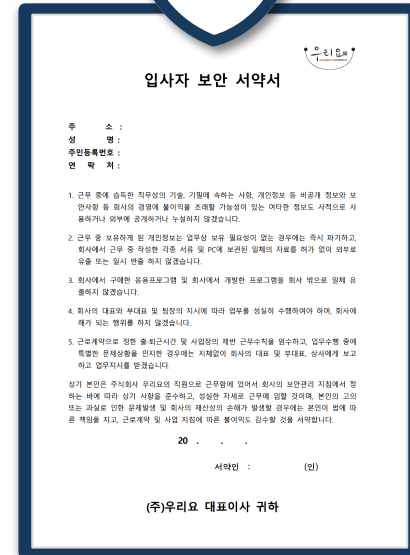 우리요
입사자 보안 서약서
주 소 :
성 명 :
주민등록번호 :
연 락 처 :
1. 근무 중에 습득한 직무상의 기술, 기밀에 속하는 사항, 개인정보 등 비공개 정보와 보
안사항 등 회사의 경영에 불이익을 초래할 가능성이 있는 여타한 정보도 사적으로 사
용하거나 외부에 공개하거나 누설하지 않겠습니다.
2. 근무 중 보유하게 된 개인정보는 업무상 보유 필요성이 없는 경우에는 즉시 파기하고,
회사에서 근무 중 작성한 각종 서류 및 PC에 보관된 일체의 자료를 허가 없이 외부로
유출 또는 일시 반출 하지 않겠습니다.
3. 회사에서 구매한 응용프로그램 및 회사에서 개발한 프로그램을 회사 밖으로 일체 유
출하지 않겠습니다.
4. 회사의 대표와 부대표 및 팀장의 지시에 따라 업무를 성실히 수행하여야 하며, 회사에
해가 되는 행위를 하지 않겠습니다.
5. 근로계약으로 정한 출·퇴근시간 및 사업장의 제반 근무수칙을 엄수하고, 업무수행 중에
특별한 문제상황을 인지한 경우에는 지체없이 회사의 대표 및 부대표, 상사에게 보고
하고 업무지시를 받겠습니다.
상기 본인은 주식회사 우리요의 직원으로 근무함에 있어서 회사의 보안관리 지침에서 정
하는 바에 따라 상기 사항을 준수하고, 성실한 자세로 근무에 임할 것이며, 본인의 고의
또는 과실로 인한 문제발생 및 회사의 재산상의 손해가 발생할 경우에는 본인이 법에 따
른 책임을 지고, 근로계약 및 사업 지침에 따른 불이익도 감수할 것을 서약합니다.
20 . . .
서약인 : (인)
(주)우리요 대표이사 귀하